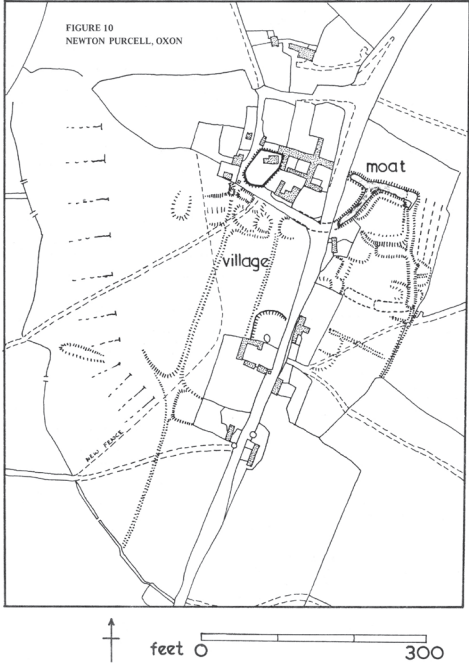 FIGURE 10
NEWTON PURCELL, OXON
moat
village
NEW FENCE
feet 0 300